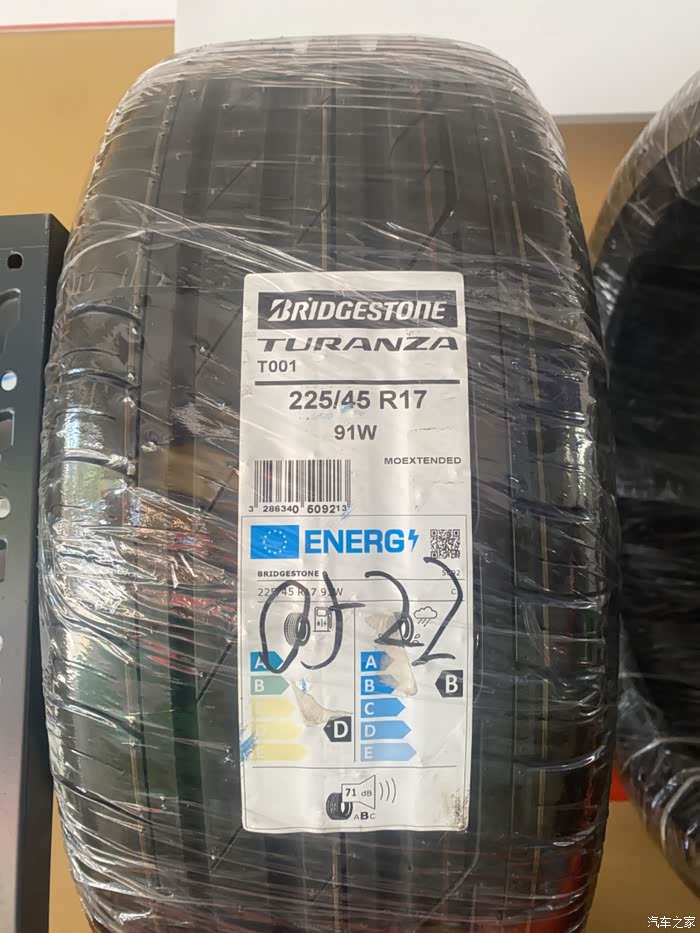 BRIDGESTONE
TURANZA
T001
225/45 R17
91W
MOEXTENDED
3 286340 509213
ENERG
BRIDGESTONE
225/45 R17 91W
A
B
D
A
B
C
D
E
B
71 dB
ABC
汽车之家